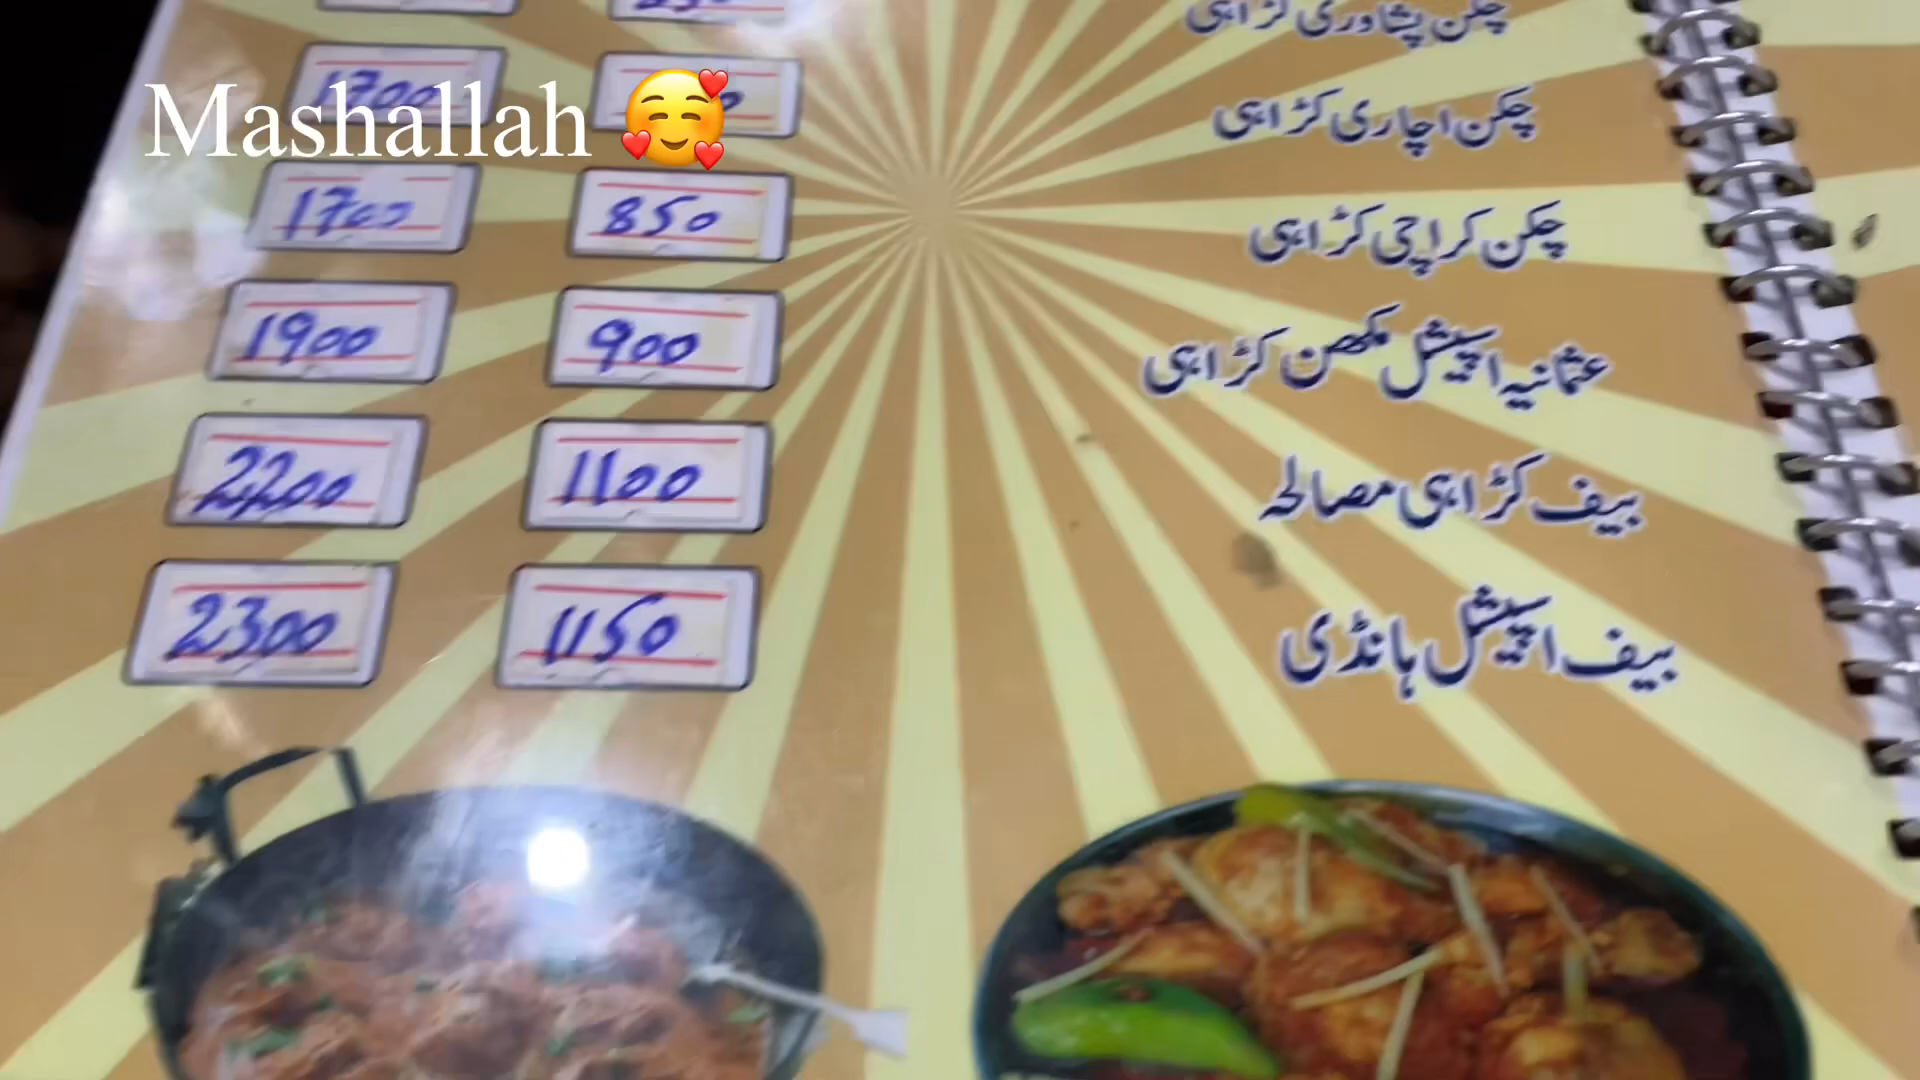 چکن پشاوری کڑاہی
1700
Mashallah 🥰
چکن اچاری کڑاہی
1700 850
چکن کراچی کڑاہی
1900 900
عثمانیہ اسپیشل مکھن کڑاہی
2200 1100
بیف کڑاہی مصالحہ
2300 1150
بیف اسپیشل ہانڈی